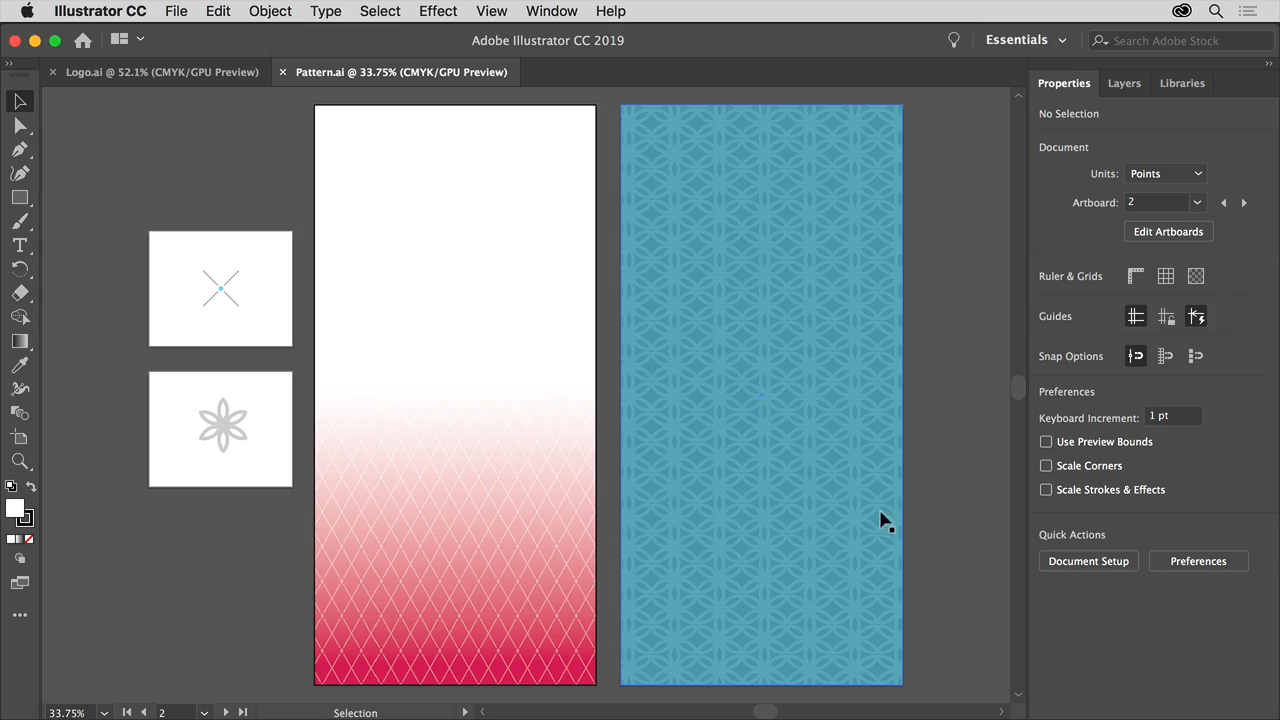 Illustrator CC File Edit Object Type Select Effect View Window Help
Adobe Illustrator CC 2019
Essentials
Search Adobe Stock
Logo.ai @ 52.1% (CMYK/GPU Preview)
Pattern.ai @ 33.75% (CMYK/GPU Preview)
Properties Layers Libraries
No Selection
Document
Units: Points
Artboard: 2
Edit Artboards
Ruler & Grids
Guides
Snap Options
Preferences
Keyboard Increment: 1 pt
Use Preview Bounds
Scale Corners
Scale Strokes & Effects
Quick Actions
Document Setup Preferences
33.75% 2 Selection